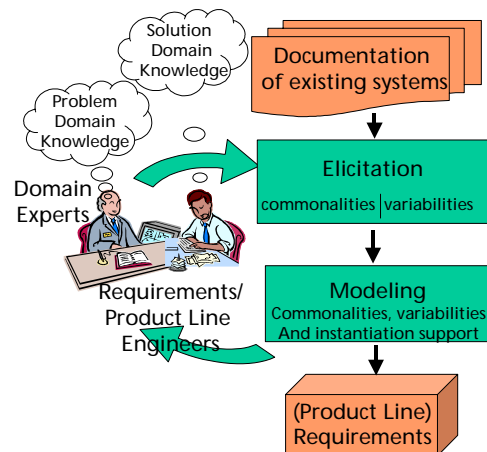 Solution
Domain
Knowledge
Problem
Domain
Knowledge
Documentation
of existing systems
Domain
Experts
Elicitation
commonalities variabilities
Requirements/
Product Line
Engineers
Modeling
Commonalities, variabilities
And instantiation support
(Product Line)
Requirements